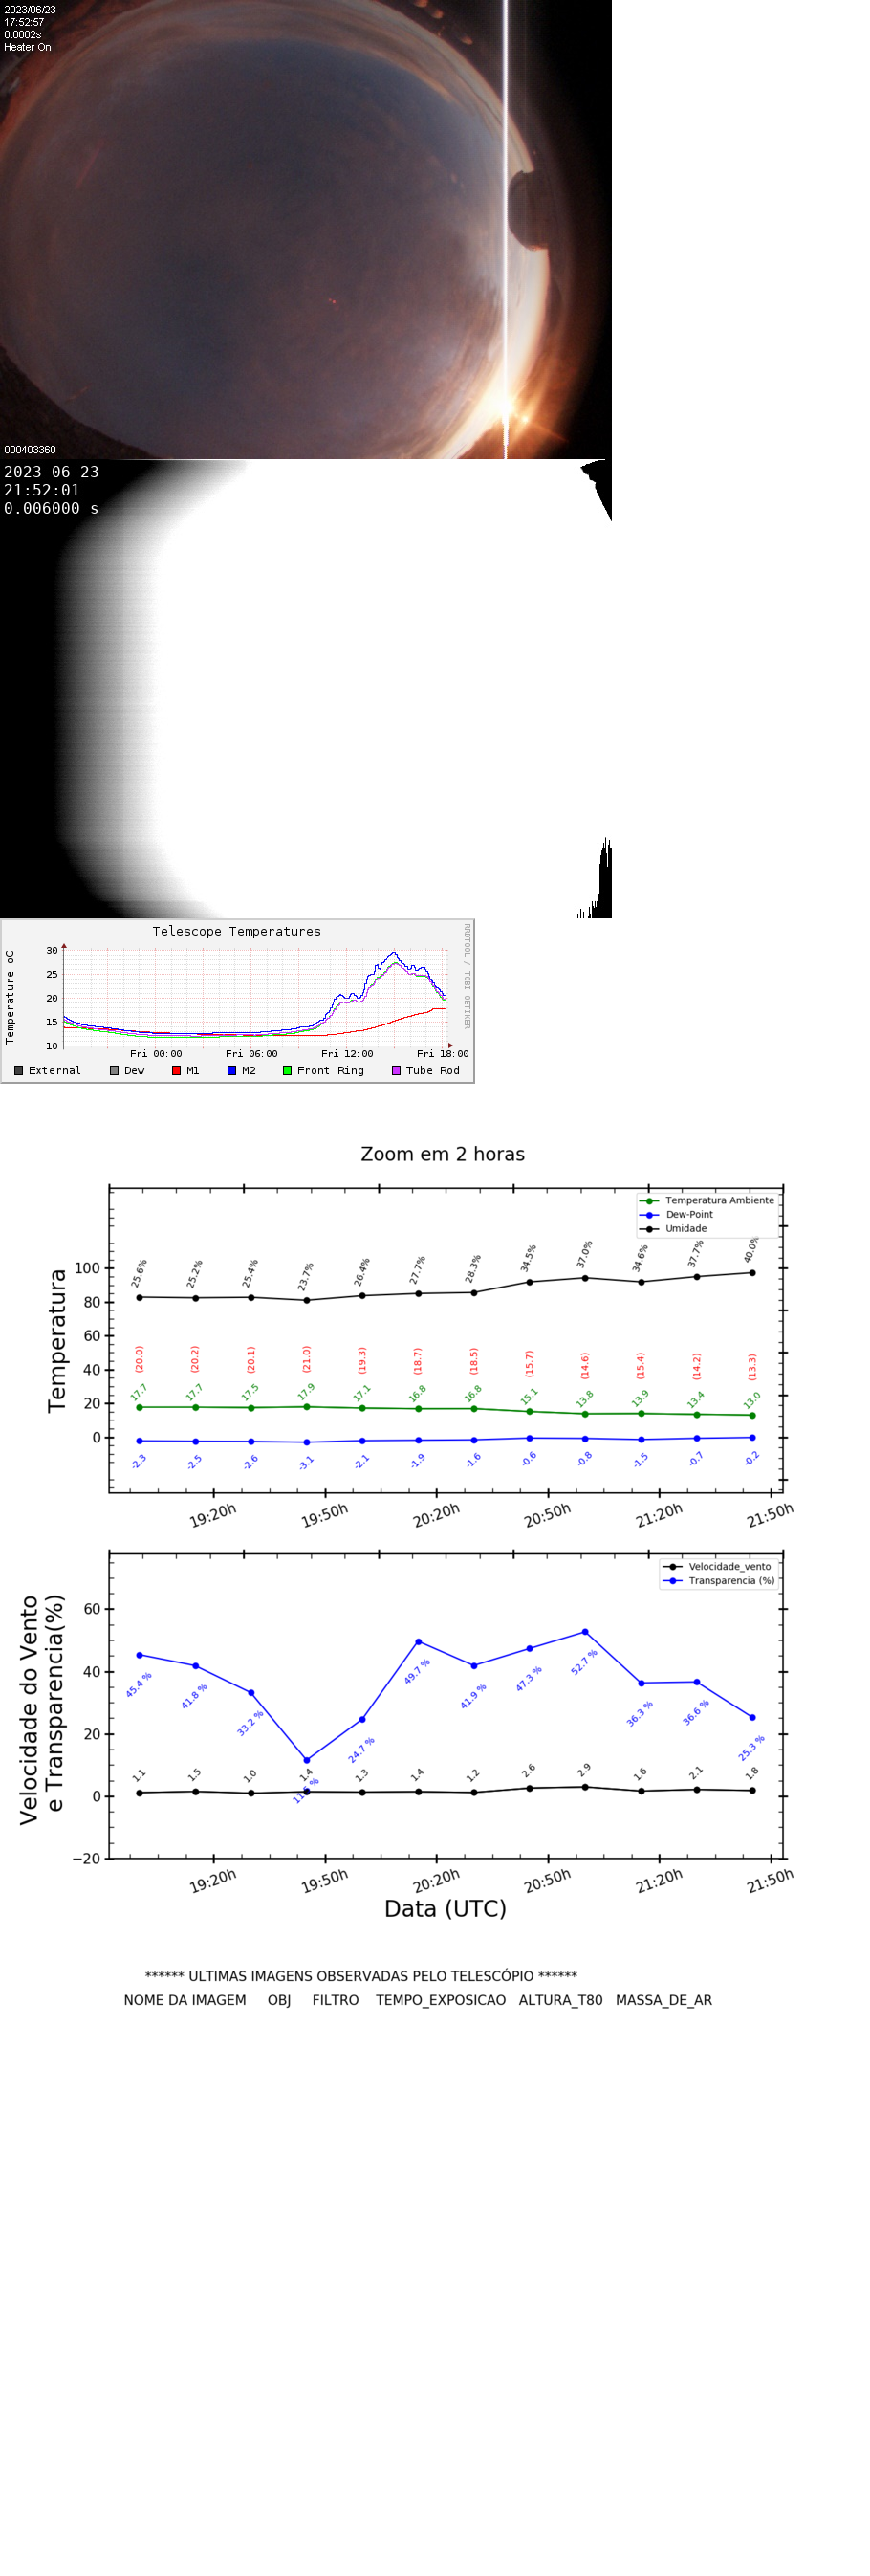 2023/06/23
17:52:57
0.0002s
Heater On
000403360
2023-06-23
21:52:01
0.006000 s
Telescope Temperatures
RRDTOOL / TOBI OETIKER
Temperature oC
30
25
20
15
10
Fri 00:00 Fri 06:00 Fri 12:00 Fri 18:00
External Dew M1 M2 Front Ring Tube Rod
Zoom em 2 horas
Temperatura Ambiente
Dew-Point
Umidade
Temperatura
100
80
60
40
20
0
25.6% 25.2% 25.4% 23.7% 26.4% 27.7% 28.3% 34.5% 37.0% 34.6% 37.7% 40.0%
(20.0) (20.2) (20.1) (21.0) (19.3) (18.7) (18.5) (15.7) (14.6) (15.4) (14.2) (13.3)
17.7 17.7 17.5 17.9 17.1 16.8 16.8 15.1 13.8 13.9 13.4 13.0
-2.3 -2.5 -2.6 -3.1 -2.1 -1.9 -1.6 -0.6 -0.8 -1.5 -0.7 -0.2
19:20h 19:50h 20:20h 20:50h 21:20h 21:50h
Velocidade_vento
Transparencia (%)
Velocidade do Vento
e Transparencia(%)
60
40
20
0
−20
45.4 % 41.8 % 33.2 % 24.7 % 49.7 % 41.9 % 47.3 % 52.7 % 36.3 % 36.6 % 25.3 %
1.1 1.5 1.0 1.4 1.3 1.4 1.2 2.6 2.9 1.6 2.1 1.8
19:20h 19:50h 20:20h 20:50h 21:20h 21:50h
Data (UTC)
****** ULTIMAS IMAGENS OBSERVADAS PELO TELESCÓPIO ******
NOME DA IMAGEM OBJ FILTRO TEMPO_EXPOSICAO ALTURA_T80 MASSA_DE_AR